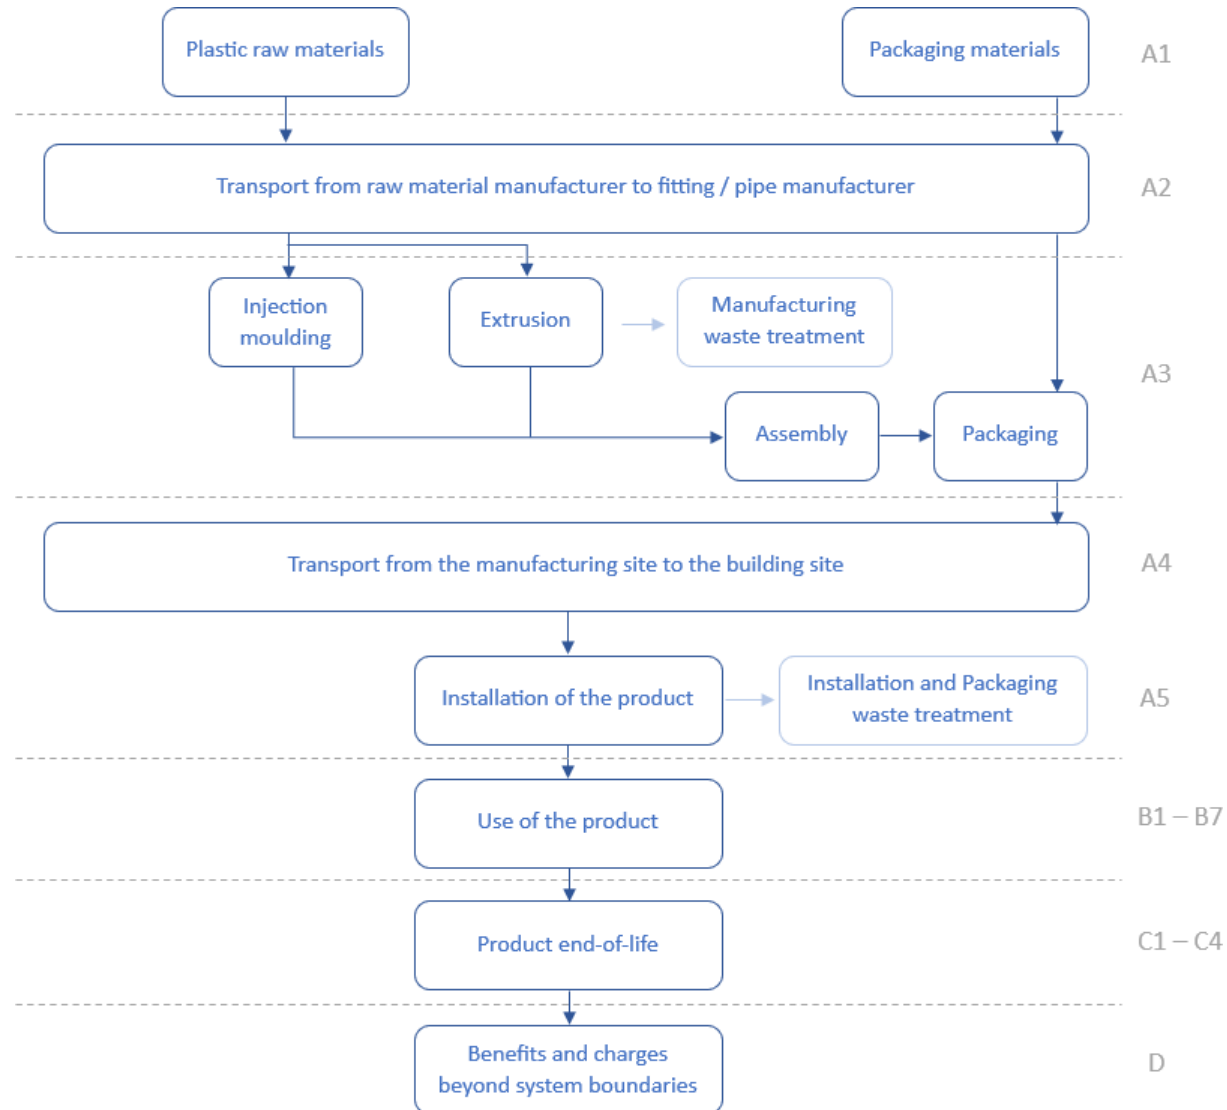 Plastic raw materials
Packaging materials
A1
Transport from raw material manufacturer to fitting / pipe manufacturer
A2
Injection
moulding
Extrusion
Manufacturing
waste treatment
A3
Assembly
Packaging
Transport from the manufacturing site to the building site
A4
Installation of the product
Installation and Packaging
waste treatment
A5
Use of the product
B1 – B7
Product end-of-life
C1 – C4
Benefits and charges
beyond system boundaries
D